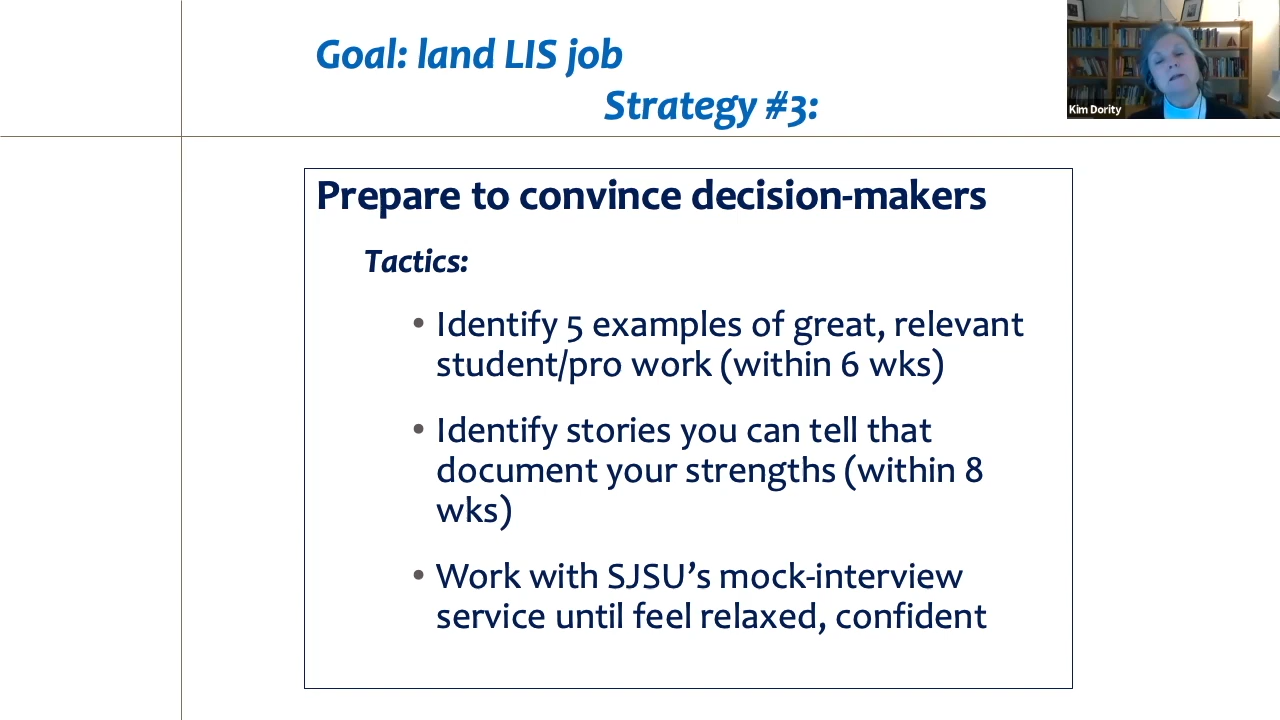 Goal: land LIS job
Strategy #3:
Kim Dority
Prepare to convince decision-makers
Tactics:
• Identify 5 examples of great, relevant
student/pro work (within 6 wks)
• Identify stories you can tell that
document your strengths (within 8
wks)
• Work with SJSU’s mock-interview
service until feel relaxed, confident